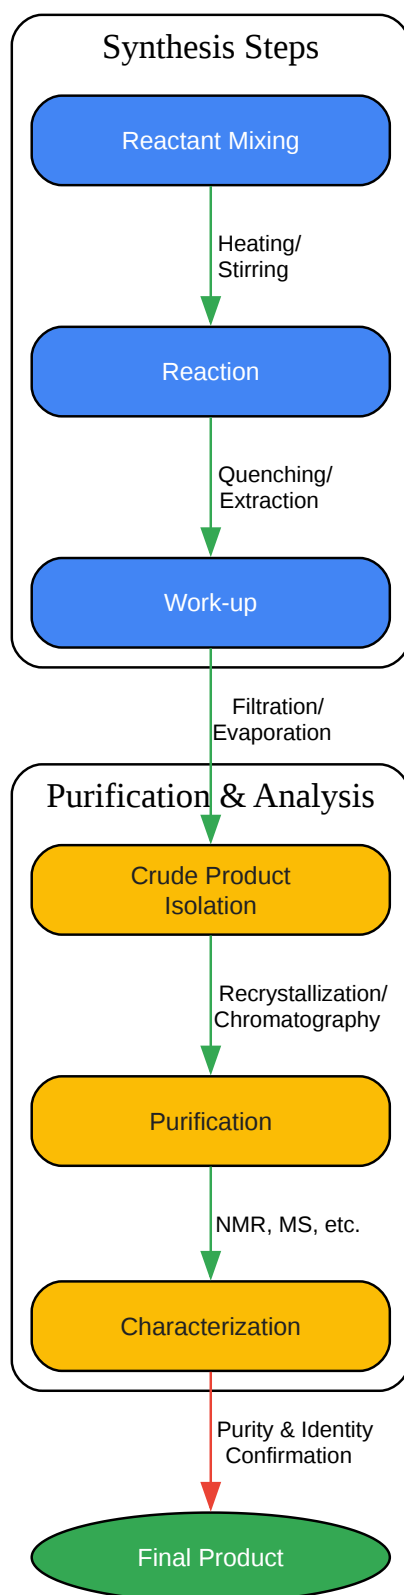 Synthesis Steps
Reactant Mixing
Heating/
Stirring
Reaction
Quenching/
Extraction
Work-up
Filtration/
Evaporation
Purification & Analysis
Crude Product
Isolation
Recrystallization/
Chromatography
Purification
NMR, MS, etc.
Characterization
Purity & Identity
Confirmation
Final Product